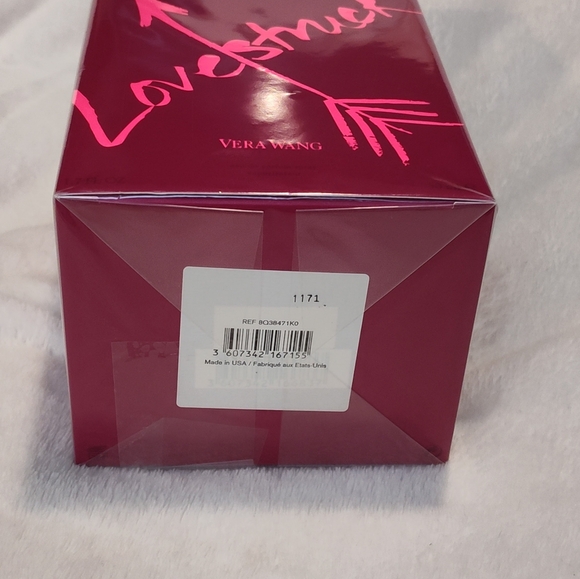 Lovestruck
VERA WANG
1171
REF 8Q38471K0
3 607342 167155
Made in USA / Fabriqué aux Etats-Unis